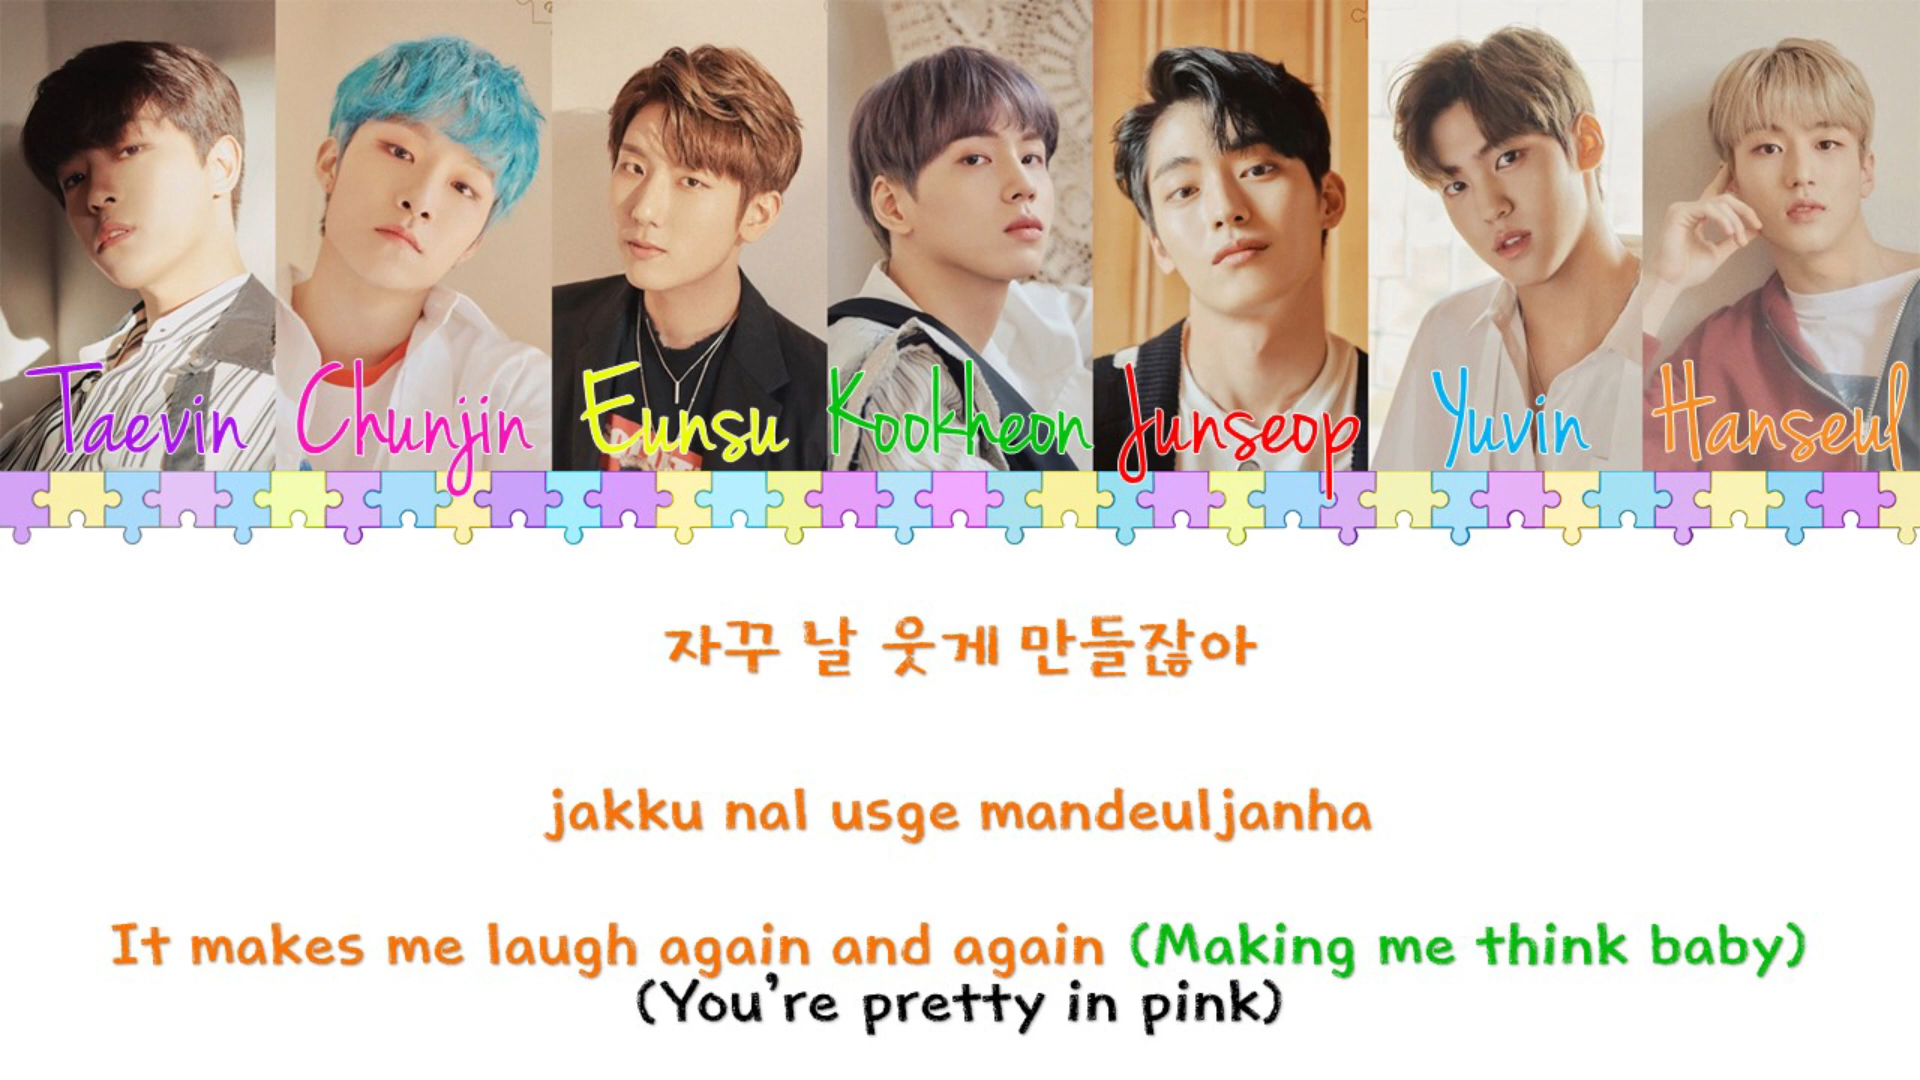 Taevin Chunjin Eunsu Kookheon Junseop Yuvin Hanseul
자꾸 날 웃게 만들잖아
jakku nal usge mandeuljanha
It makes me laugh again and again (Making me think baby)
(You're pretty in pink)